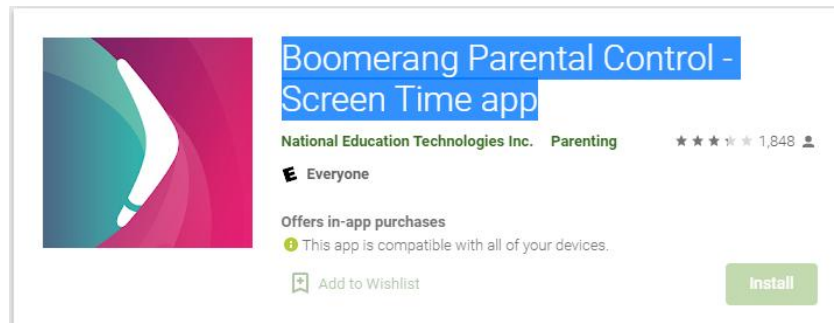 Boomerang Parental Control -
Screen Time app
National Education Technologies Inc. Parenting 1,848
E Everyone
Offers in-app purchases
This app is compatible with all of your devices.
Add to Wishlist
Install